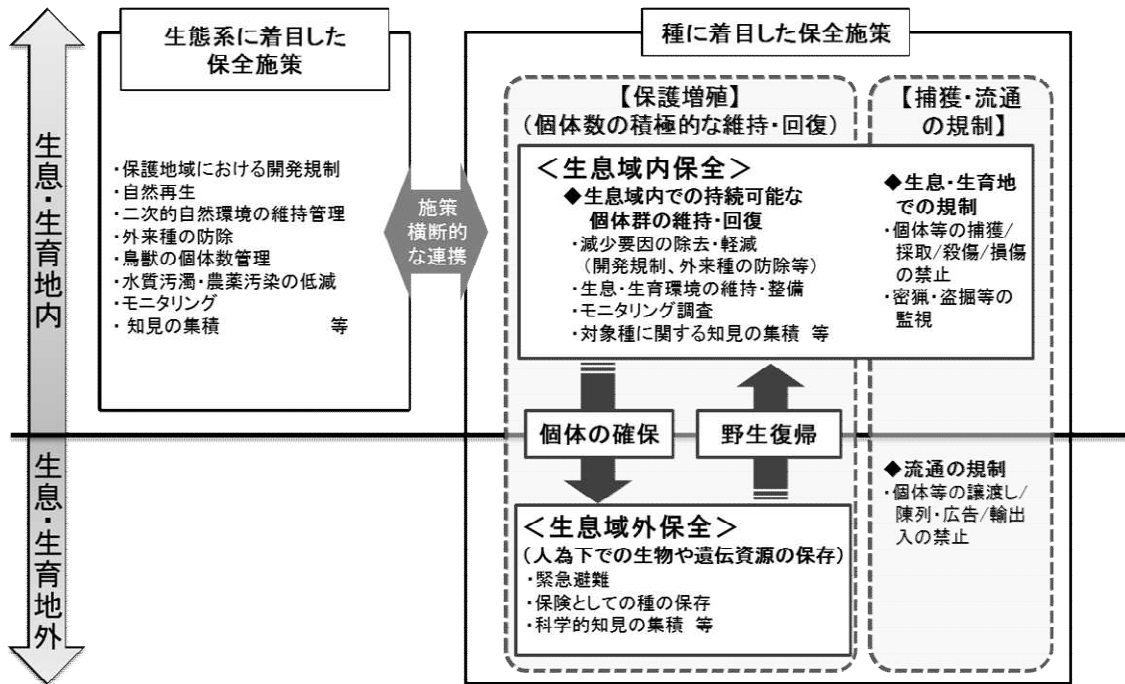 生息・生育地内
生息・生育地外
生態系に着目した
保全施策
・保護地域における開発規制
・自然再生
・二次的自然環境の維持管理
・外来種の防除
・鳥獣の個体数管理
・水質汚濁・農薬汚染の低減
・モニタリング
・知見の集積 等
施策
横断的
な連携
種に着目した保全施策
【保護増殖】
(個体数の積極的な維持・回復)
＜生息域内保全＞
◆生息域内での持続可能な
個体群の維持・回復
・減少要因の除去・軽減
(開発規制、外来種の防除等)
・生息・生育環境の維持・整備
・モニタリング調査
・対象種に関する知見の集積 等
個体の確保
野生復帰
＜生息域外保全＞
(人為下での生物や遺伝資源の保存)
・緊急避難
・保険としての種の保存
・科学的知見の集積 等
【捕獲・流通
の規制】
◆生息・生育地
での規制
・個体等の捕獲/
採取/殺傷/損傷
の禁止
・密猟・盗掘等の
監視
◆流通の規制
・個体等の譲渡し/
陳列・広告/輸出
入の禁止